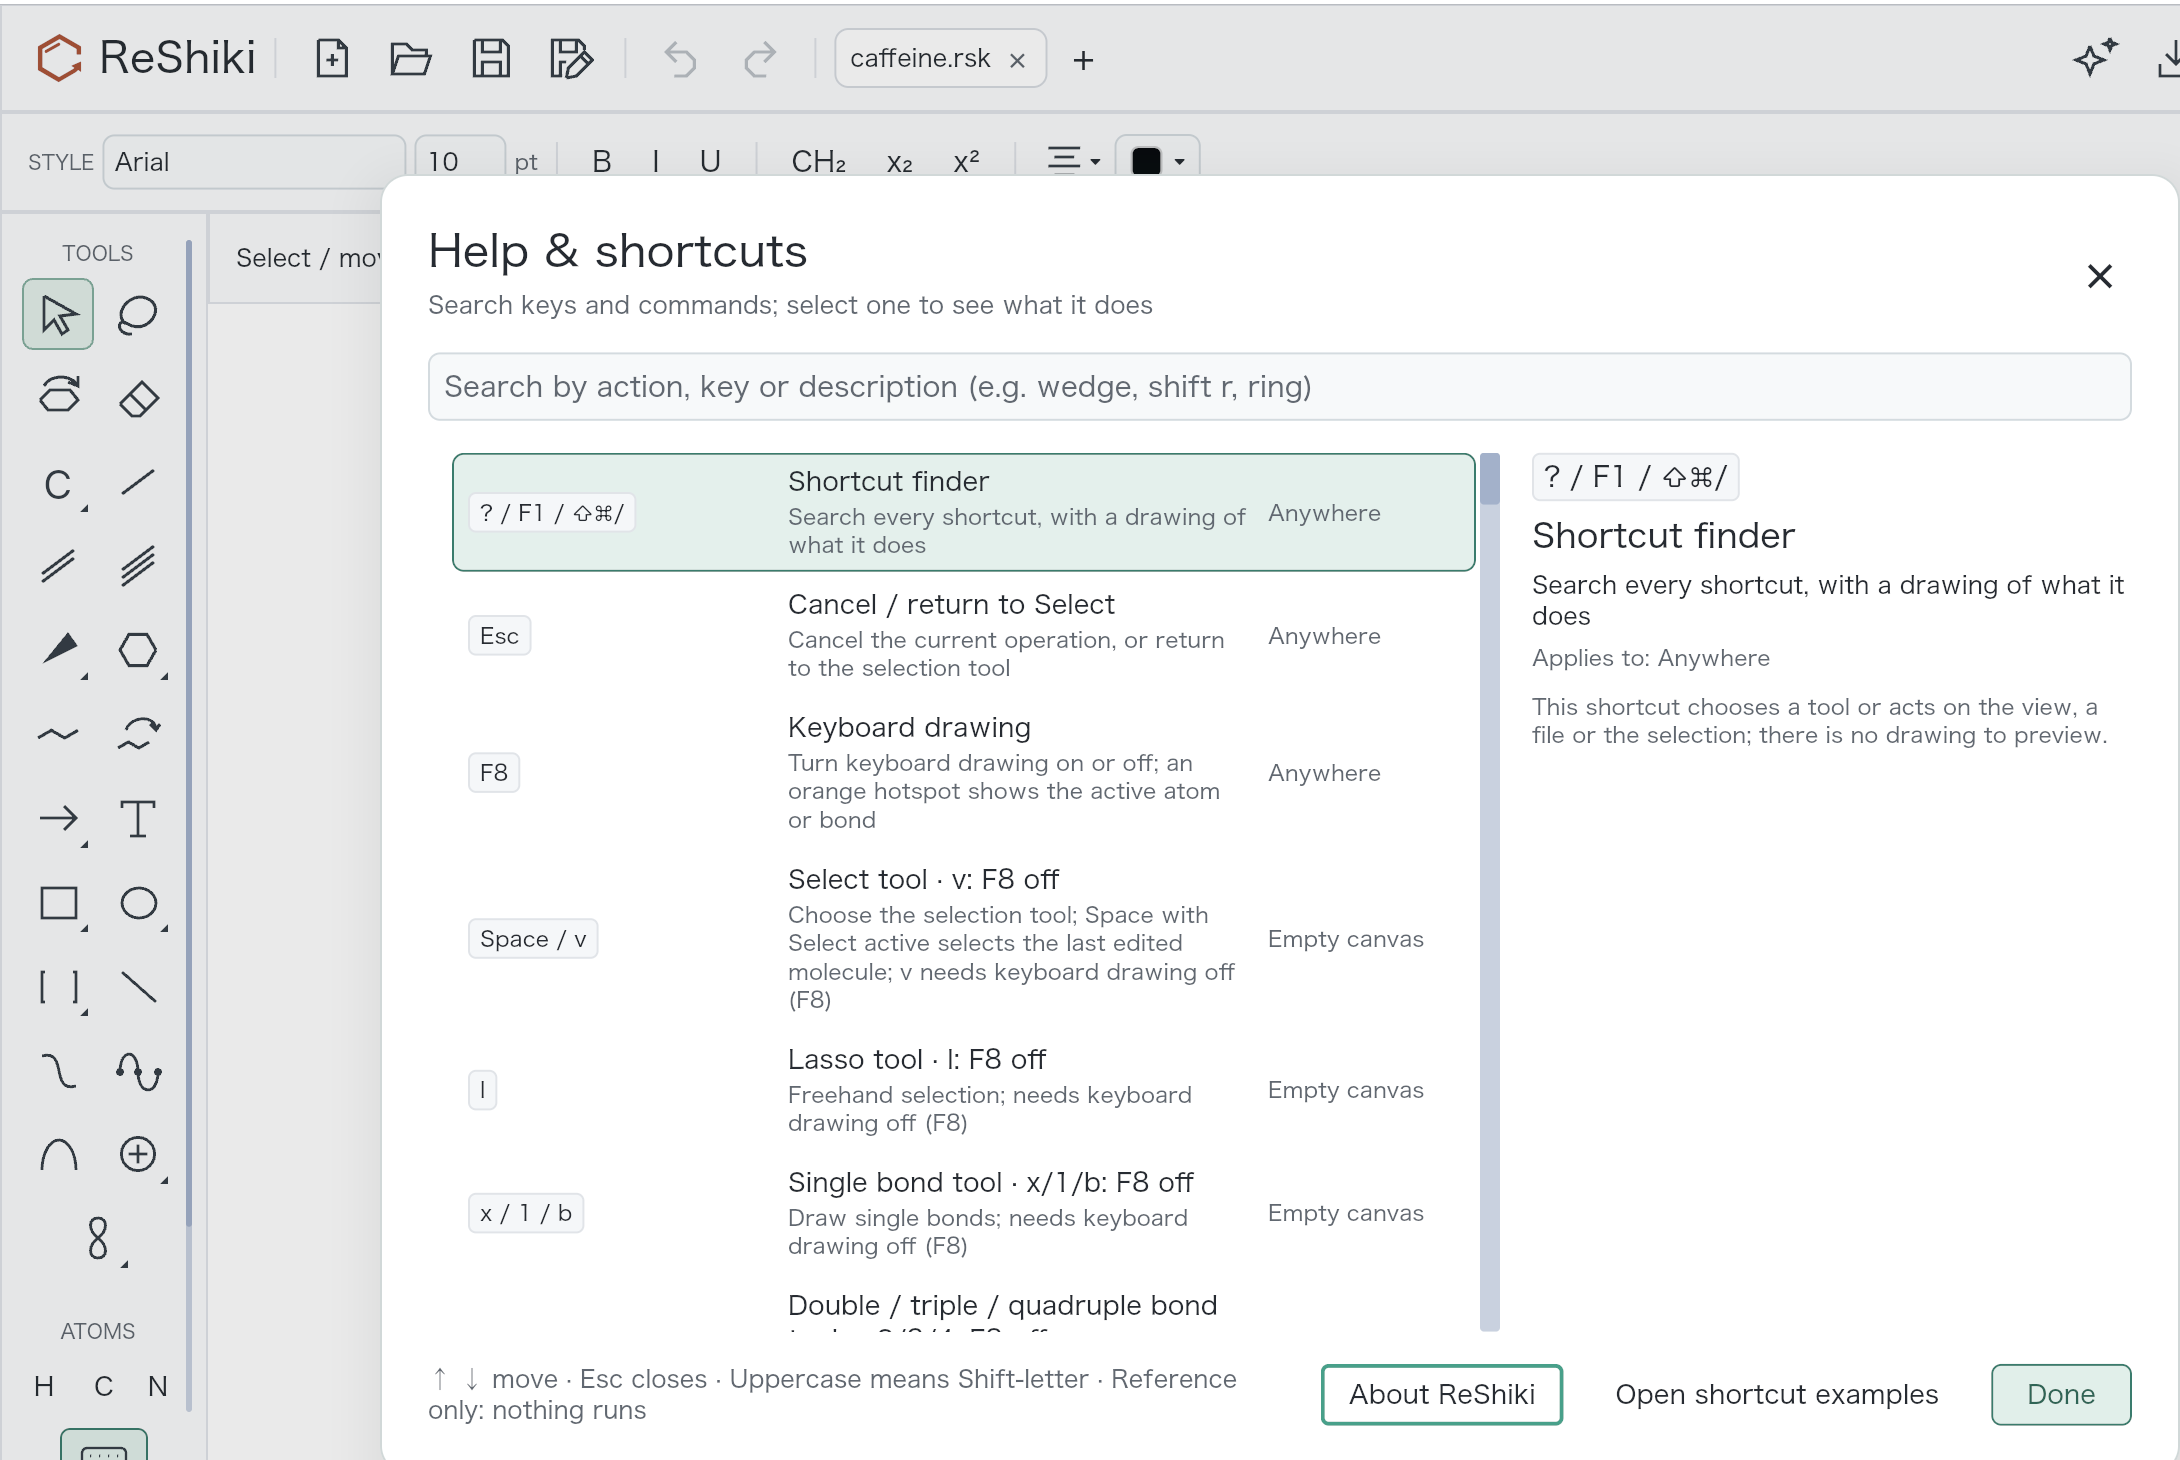 ReShiki
caffeine.rsk × +
STYLE Arial 10 pt B I U CH₂ x₂ x²
TOOLS
Select / mov
C
T
ATOMS
H C N
Help & shortcuts
Search keys and commands; select one to see what it does
Search by action, key or description (e.g. wedge, shift r, ring)
? / F1 / ⇧⌘/
Shortcut finder
Search every shortcut, with a drawing of
what it does
Anywhere
Esc
Cancel / return to Select
Cancel the current operation, or return
to the selection tool
Anywhere
F8
Keyboard drawing
Turn keyboard drawing on or off; an
orange hotspot shows the active atom
or bond
Anywhere
Space / v
Select tool · v: F8 off
Choose the selection tool; Space with
Select active selects the last edited
molecule; v needs keyboard drawing off
(F8)
Empty canvas
l
Lasso tool · l: F8 off
Freehand selection; needs keyboard
drawing off (F8)
Empty canvas
x / 1 / b
Single bond tool · x/1/b: F8 off
Draw single bonds; needs keyboard
drawing off (F8)
Empty canvas
Double / triple / quadruple bond
? / F1 / ⇧⌘/
Shortcut finder
Search every shortcut, with a drawing of what it
does
Applies to: Anywhere
This shortcut chooses a tool or acts on the view, a
file or the selection; there is no drawing to preview.
↑ ↓ move · Esc closes · Uppercase means Shift-letter · Reference
only: nothing runs
About ReShiki
Open shortcut examples
Done